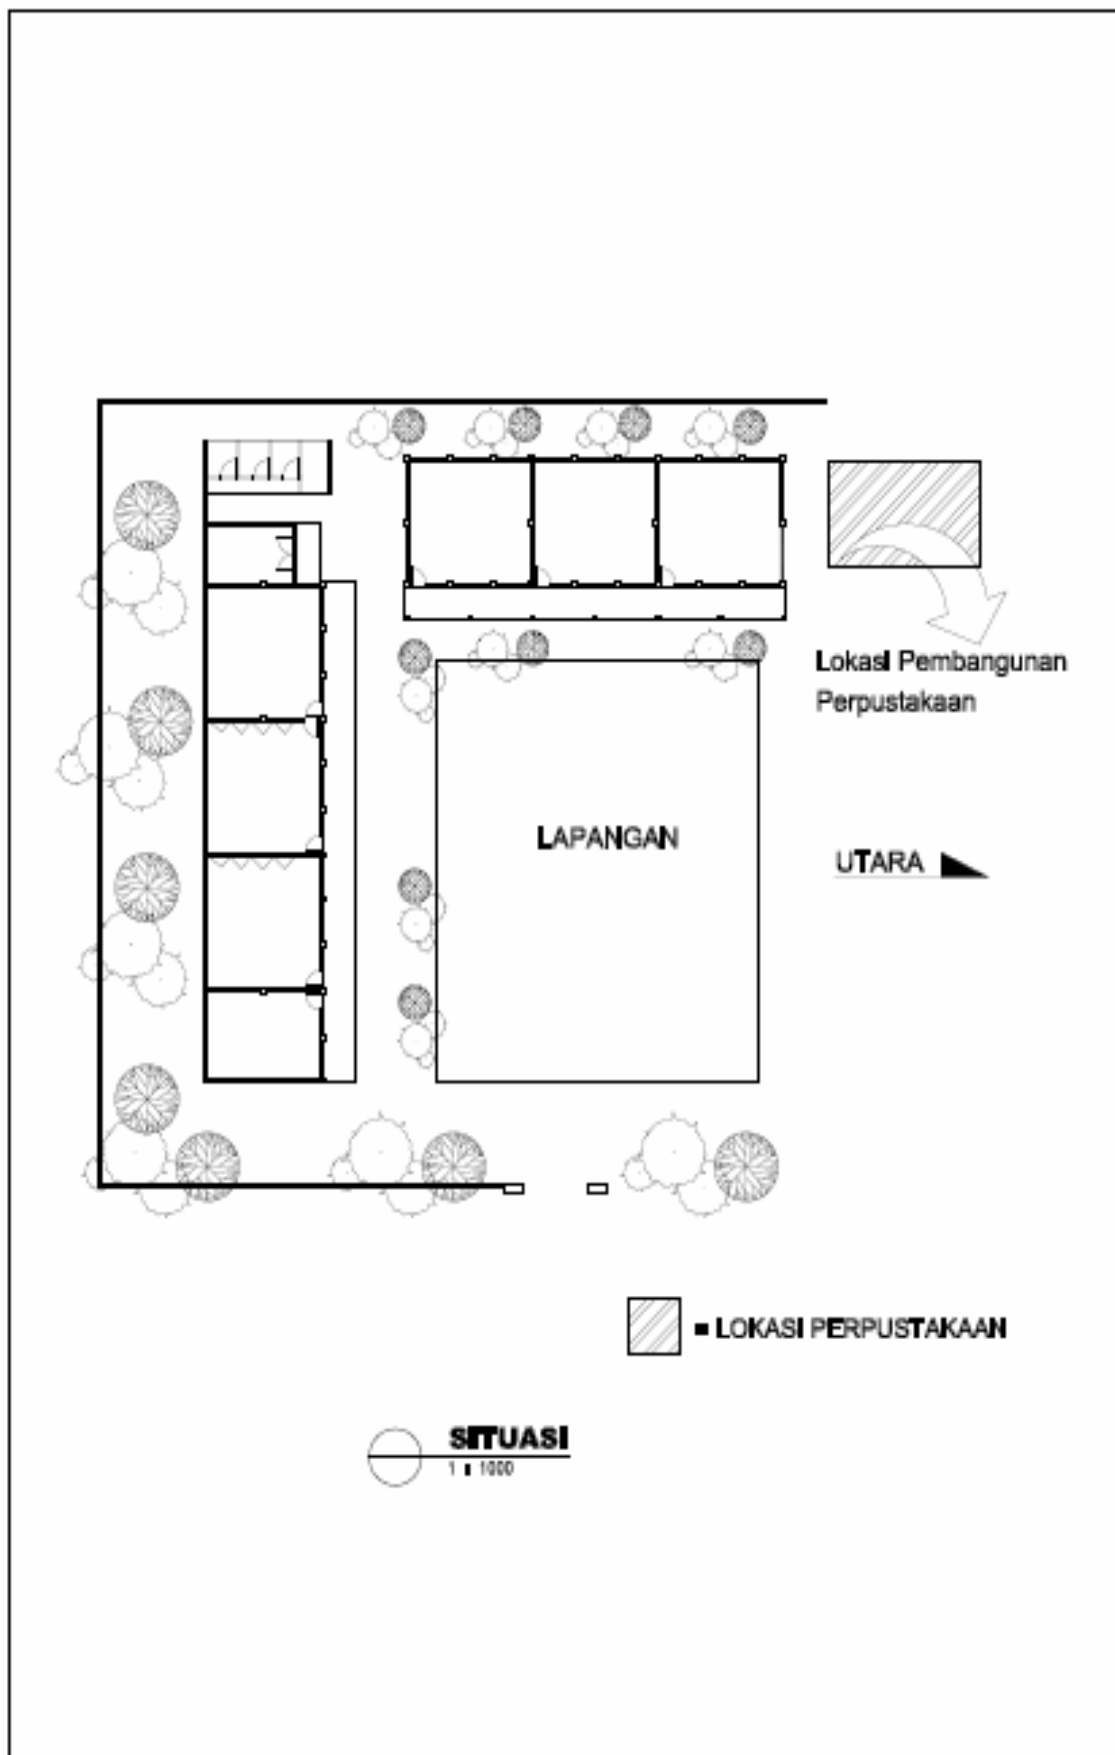 Lokasi Pembangunan
Perpustakaan
LAPANGAN
UTARA
= LOKASI PERPUSTAKAAN
SITUASI
1 : 1000